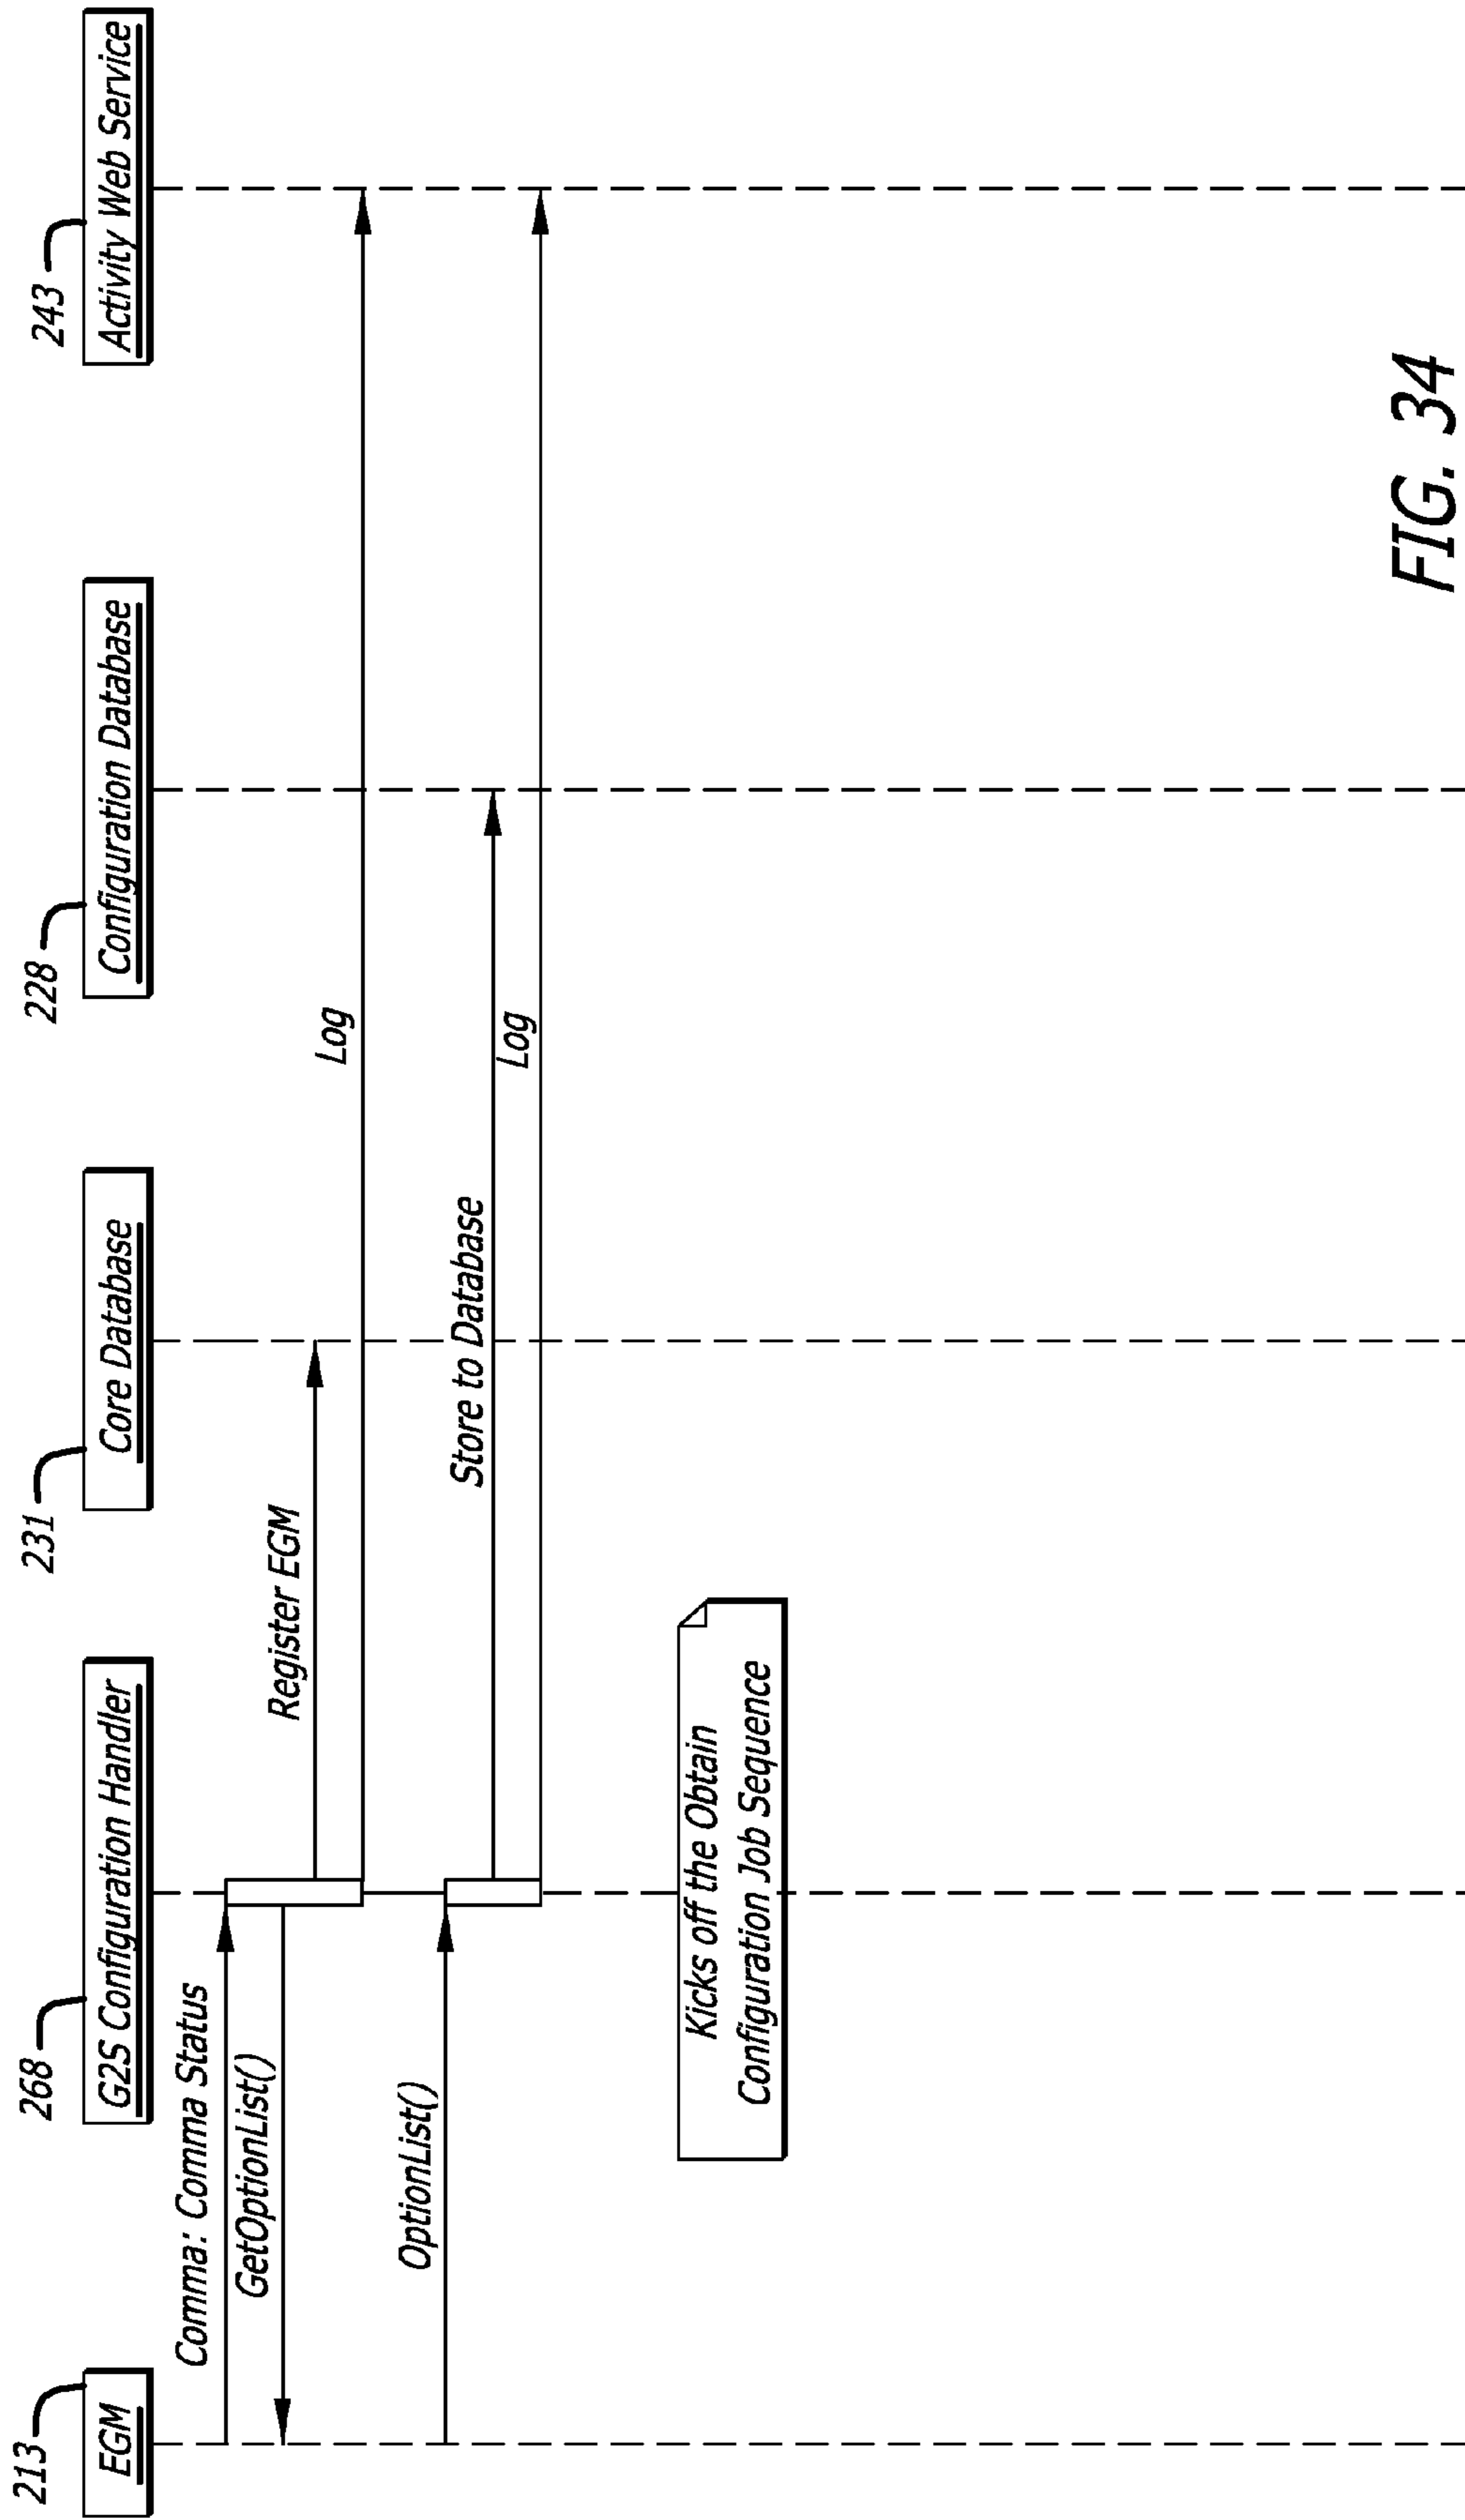 213
268
231
228
243
EGM
G2S Configuration Handler
Core Database
Configuration Database
Activity Web Service
Comma: Comma Status
GetOptionList()
Register EGM
Log
OptionList()
Store to Database
Log
Kicks off the Obtain
Configuration Job Sequence
FIG. 34